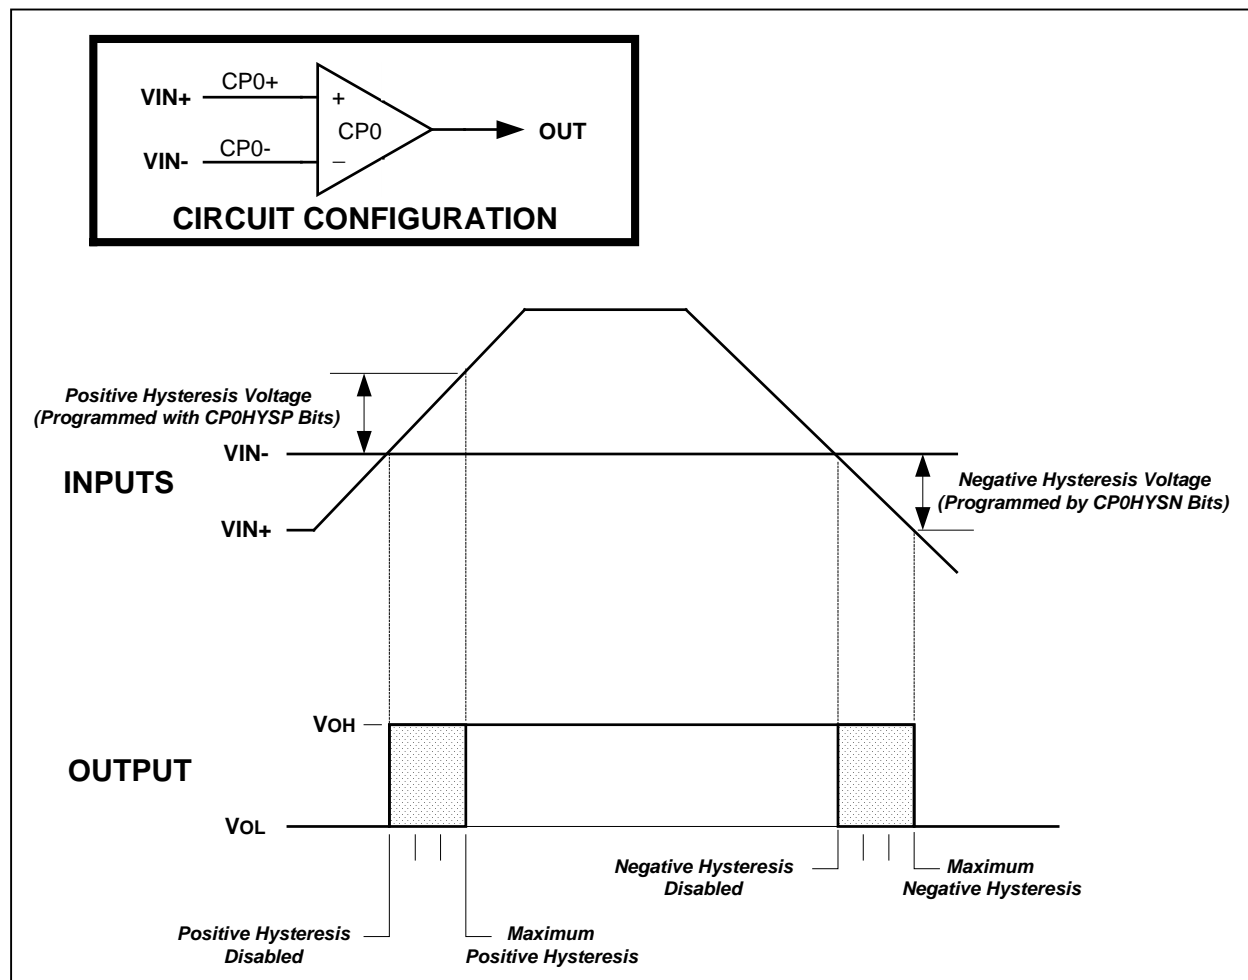 VIN+
CP0+
+
CP0
OUT
VIN-
CP0-
–
CIRCUIT CONFIGURATION
Positive Hysteresis Voltage
(Programmed with CP0HYSP Bits)
VIN-
INPUTS
Negative Hysteresis Voltage
(Programmed by CP0HYSN Bits)
VIN+
VOH
OUTPUT
VOL
Negative Hysteresis
Disabled
Maximum
Negative Hysteresis
Positive Hysteresis
Disabled
Maximum
Positive Hysteresis